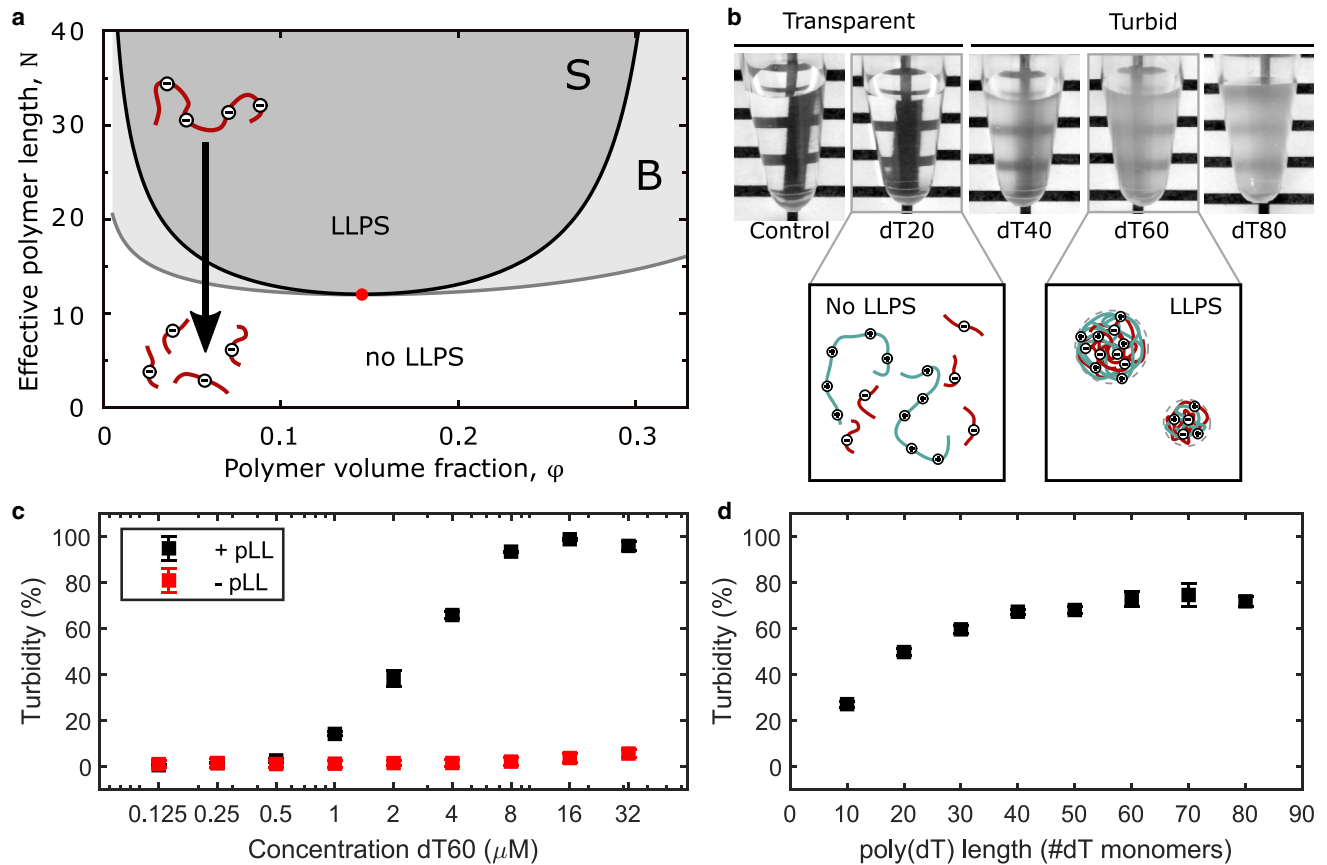 a
Effective polymer length, N
40
30
20
10
0
S
B
LLPS
no LLPS
0
0.1
0.2
0.3
Polymer volume fraction, φ
b
Transparent
Turbid
Control
dT20
dT40
dT60
dT80
No LLPS
LLPS
c
+ pLL
- pLL
Turbidity (%)
100
80
60
40
20
0
0.125
0.25
0.5
1
2
4
8
16
32
Concentration dT60 (μM)
d
Turbidity (%)
100
80
60
40
20
0
0
10
20
30
40
50
60
70
80
90
poly(dT) length (#dT monomers)